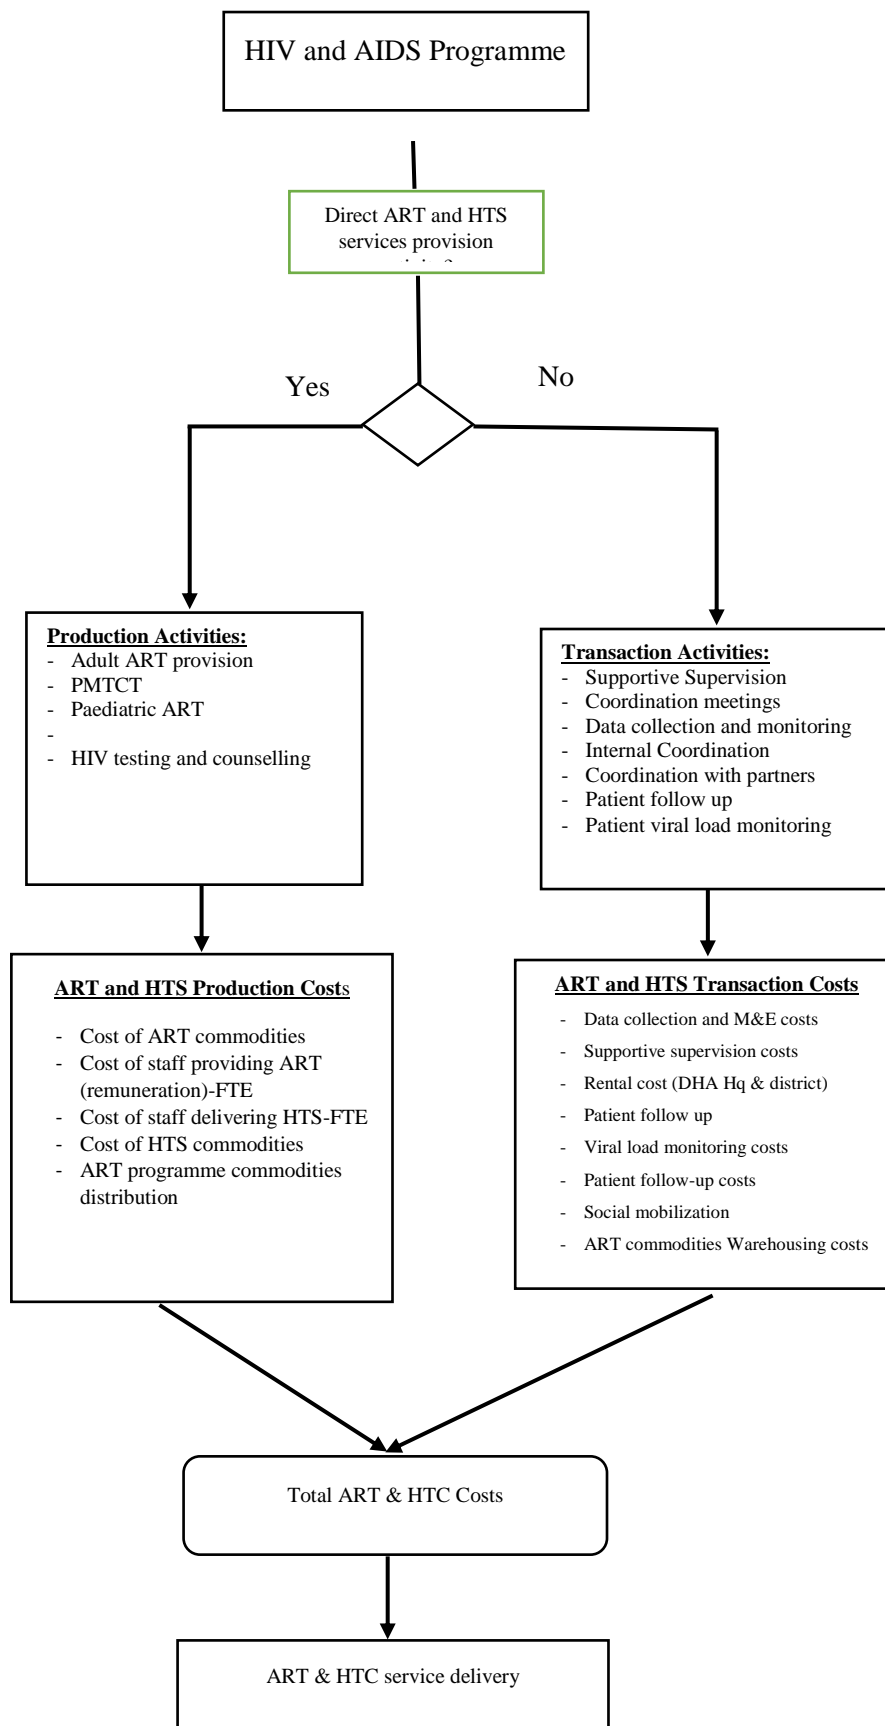 HIV and AIDS Programme
Direct ART and HTS
services provision
Yes
No
Production Activities:
- Adult ART provision
- PMTCT
- Paediatric ART
-
- HIV testing and counselling
Transaction Activities:
- Supportive Supervision
- Coordination meetings
- Data collection and monitoring
- Internal Coordination
- Coordination with partners
- Patient follow up
- Patient viral load monitoring
ART and HTS Production Costs
- Cost of ART commodities
- Cost of staff providing ART
(remuneration)-FTE
- Cost of staff delivering HTS-FTE
- Cost of HTS commodities
- ART programme commodities
distribution
ART and HTS Transaction Costs
- Data collection and M&E costs
- Supportive supervision costs
- Rental cost (DHA Hq & district)
- Patient follow up
- Viral load monitoring costs
- Patient follow-up costs
- Social mobilization
- ART commodities Warehousing costs
Total ART & HTC Costs
ART & HTC service delivery